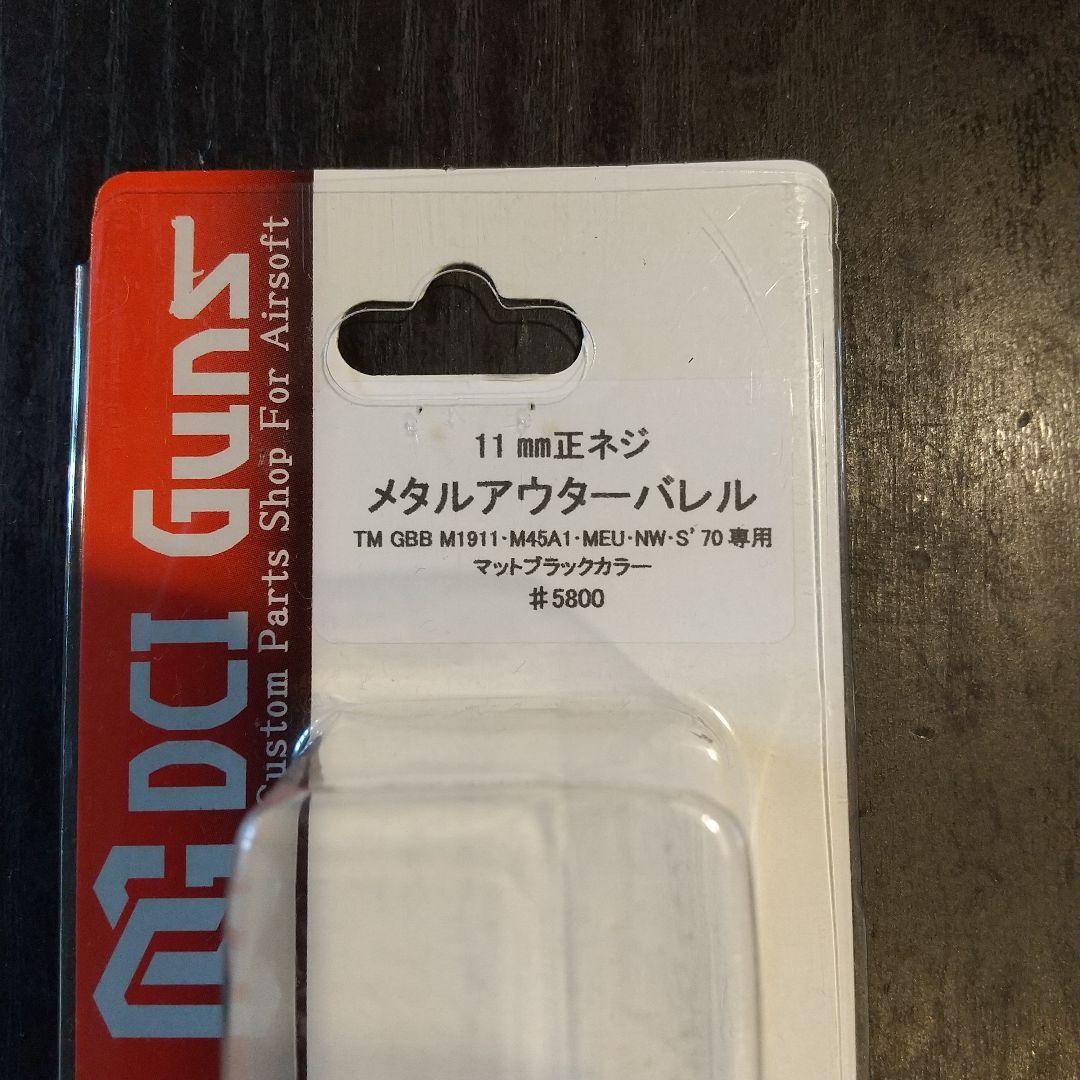 DCI Guns
Custom Parts Shop For Airsoft
11㎜正ネジ
メタルアウターバレル
TM GBB M1911・M45A1・MEU・NW・S'70 専用
マットブラックカラー
#5800